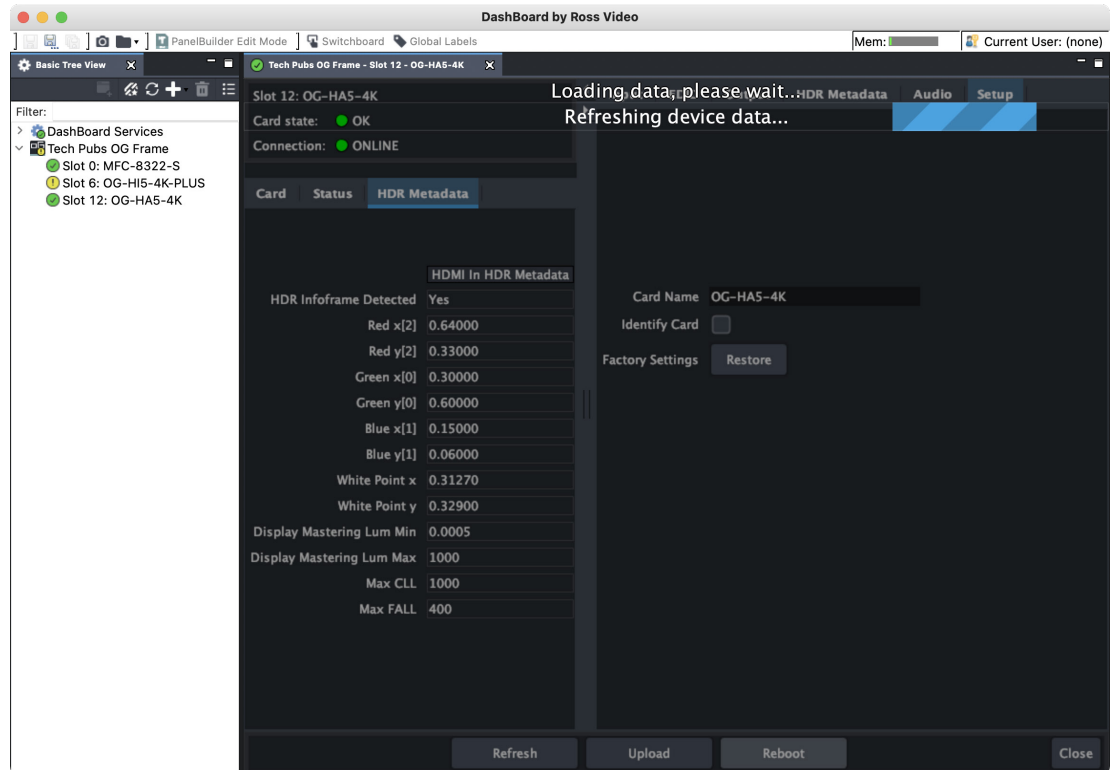 DashBoard by Ross Video
PanelBuilder Edit Mode
Switchboard
Global Labels
Mem:
Current User: (none)
Basic Tree View
Filter:
DashBoard Services
Tech Pubs OG Frame
Slot 0: MFC-8322-S
Slot 6: OG-HI5-4K-PLUS
Slot 12: OG-HA5-4K
Tech Pubs OG Frame - Slot 12 - OG-HA5-4K
Slot 12: OG-HA5-4K
Card state: OK
Connection: ONLINE
Loading data, please wait...
Refreshing device data...
HDR Metadata
Audio
Setup
Card
Status
HDR Metadata
HDMI In HDR Metadata
HDR Infoframe Detected Yes
Red x[2] 0.64000
Red y[2] 0.33000
Green x[0] 0.30000
Green y[0] 0.60000
Blue x[1] 0.15000
Blue y[1] 0.06000
White Point x 0.31270
White Point y 0.32900
Display Mastering Lum Min 0.0005
Display Mastering Lum Max 1000
Max CLL 1000
Max FALL 400
Card Name OG-HA5-4K
Identify Card
Factory Settings Restore
Refresh
Upload
Reboot
Close